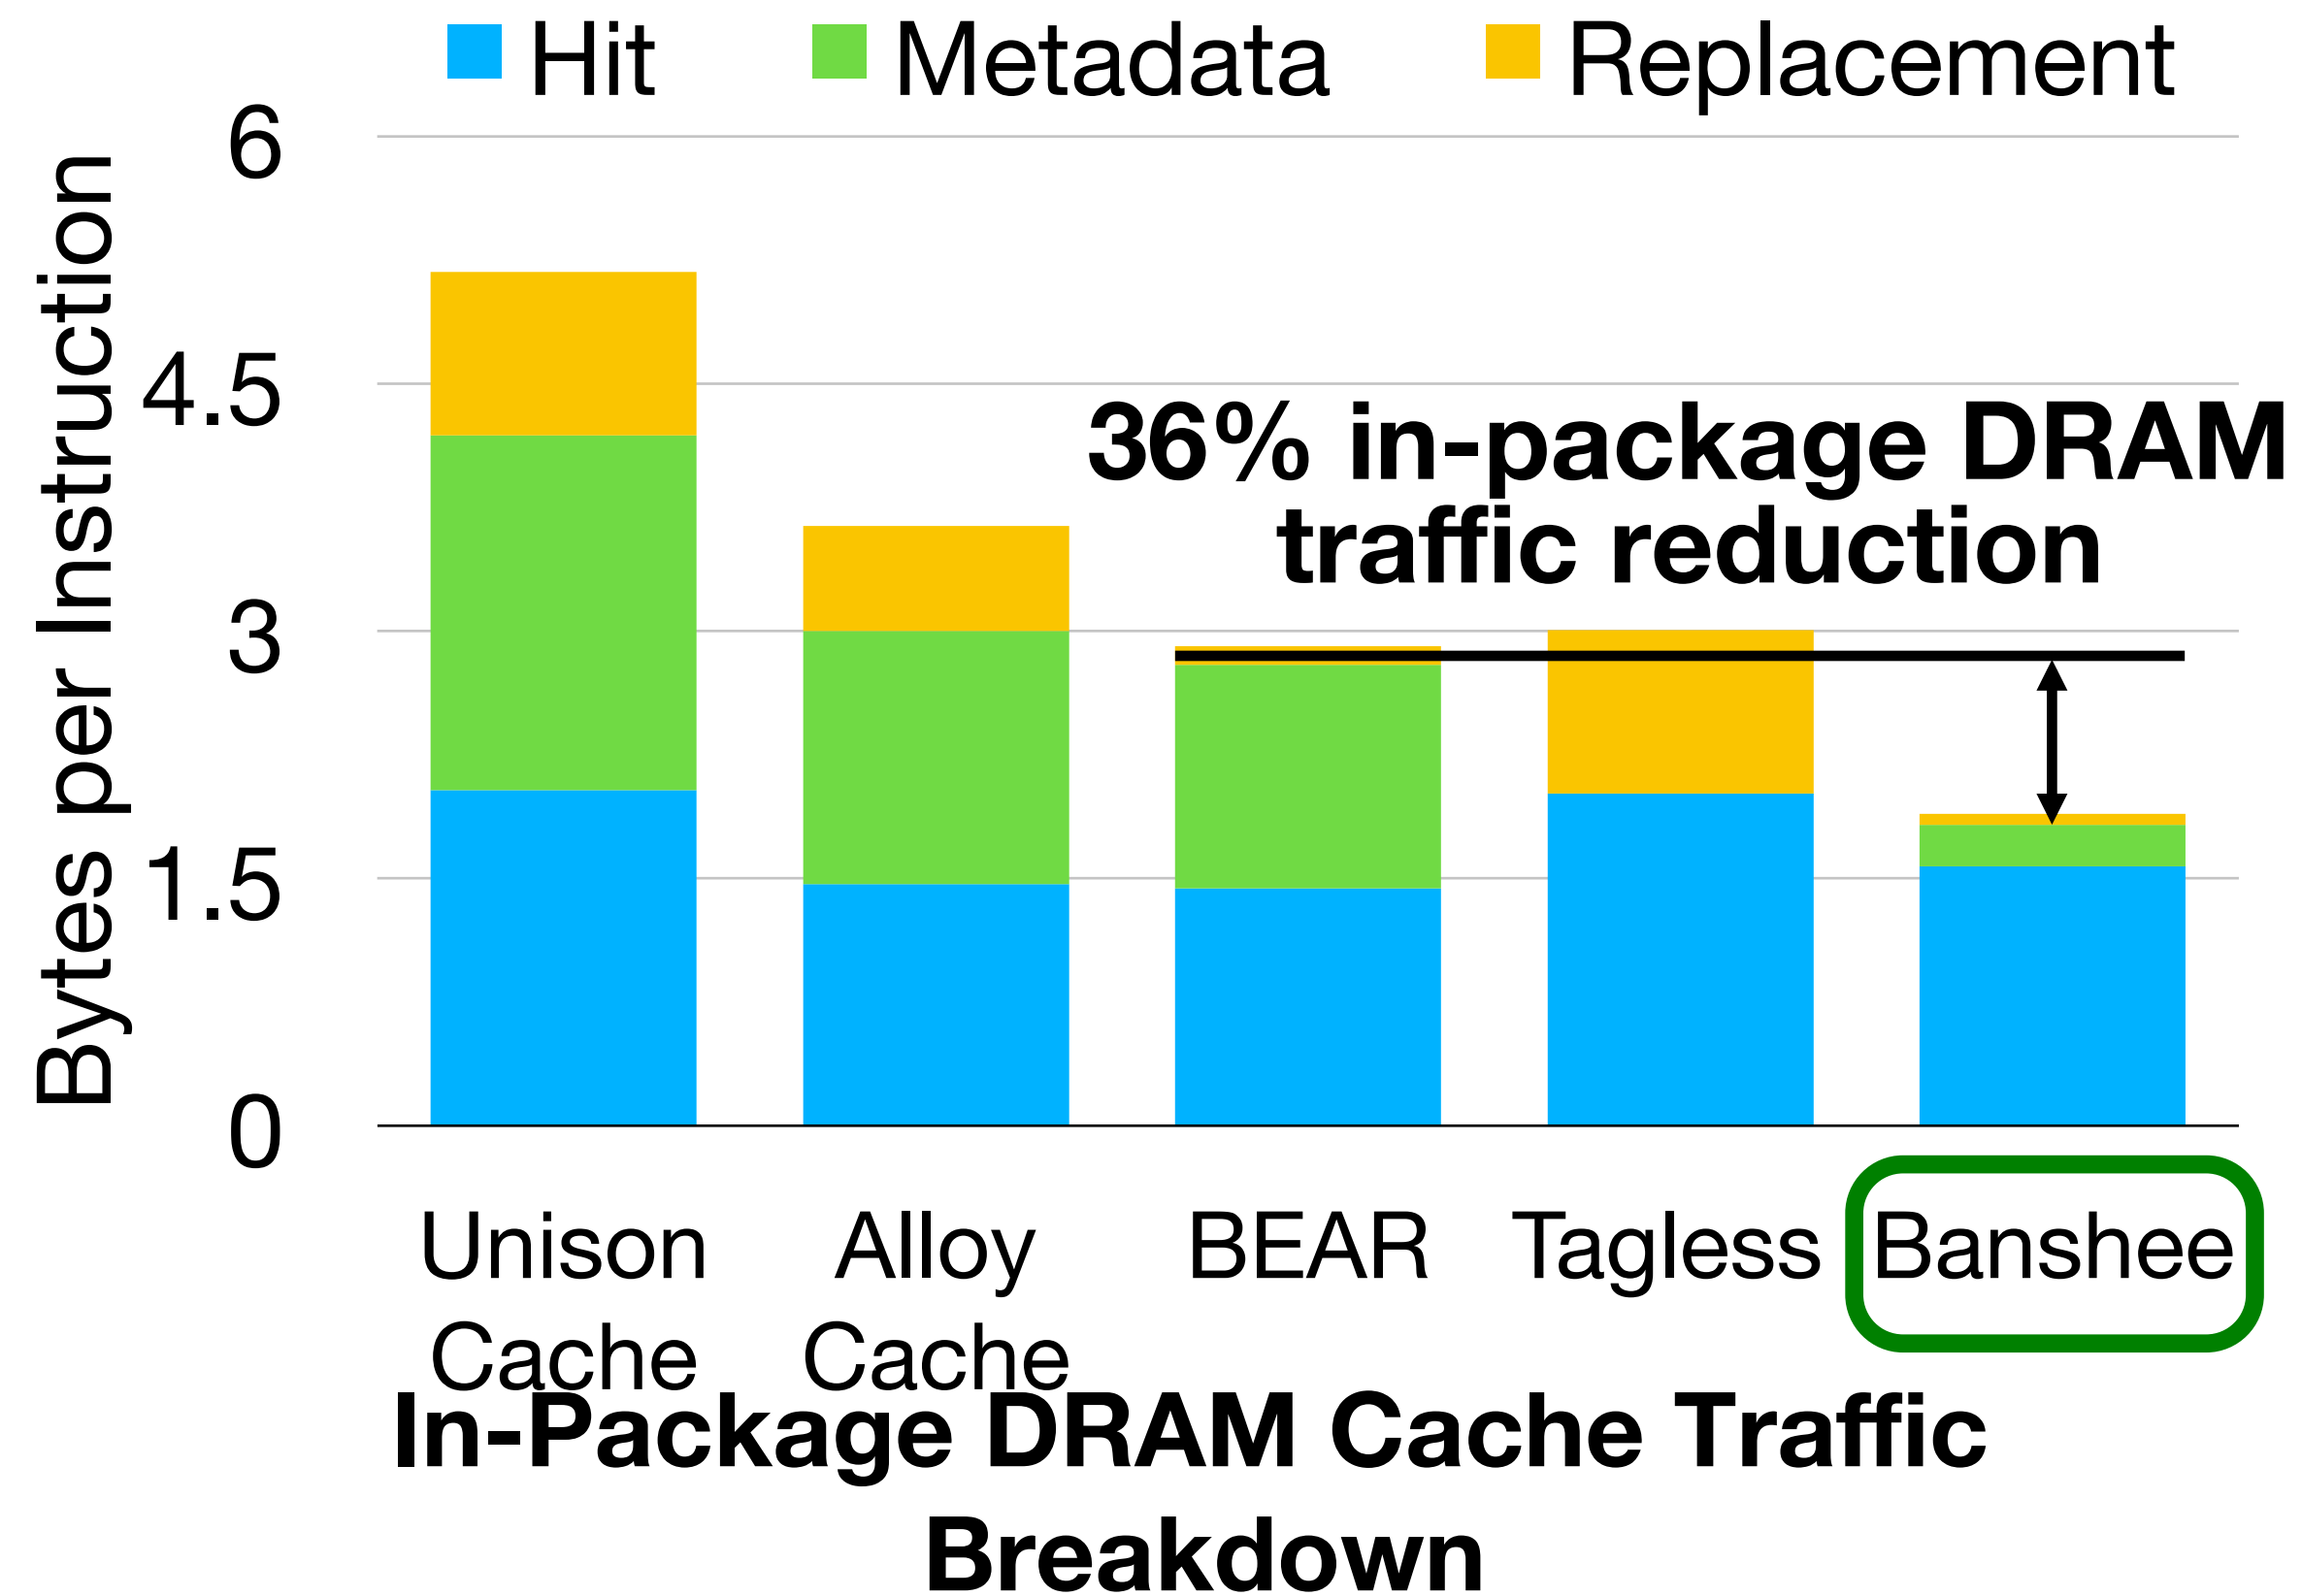 Hit Metadata Replacement
Bytes per Instruction
6
4.5
3
1.5
0
36% in-package DRAM
traffic reduction
Unison
Cache
Alloy
Cache
BEAR
Tagless
Banshee
In-Package DRAM Cache Traffic
Breakdown